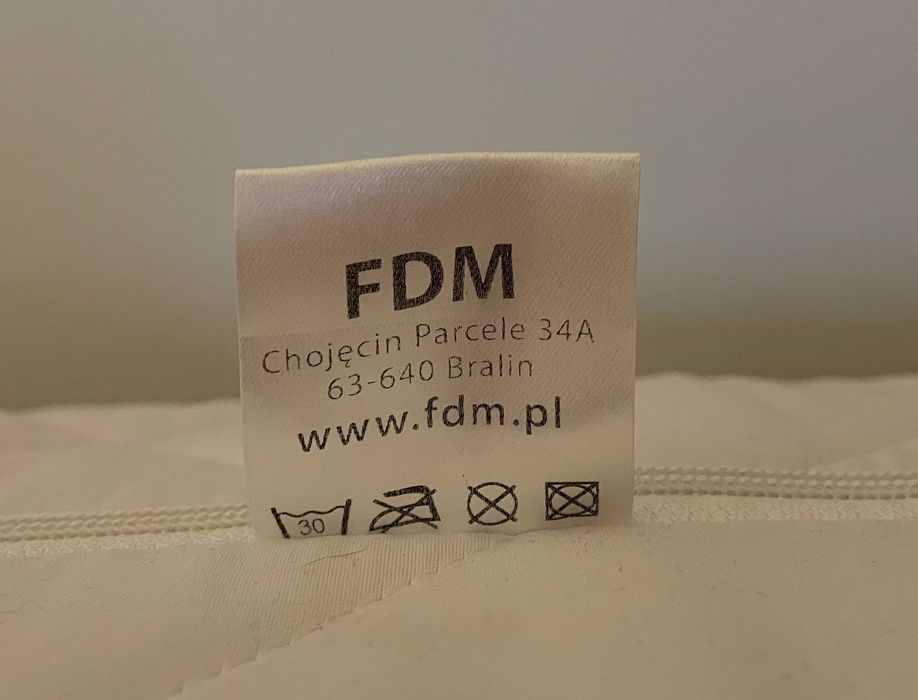 FDM
Chojęcin Parcele 34A
63-640 Bralin
www.fdm.pl
30